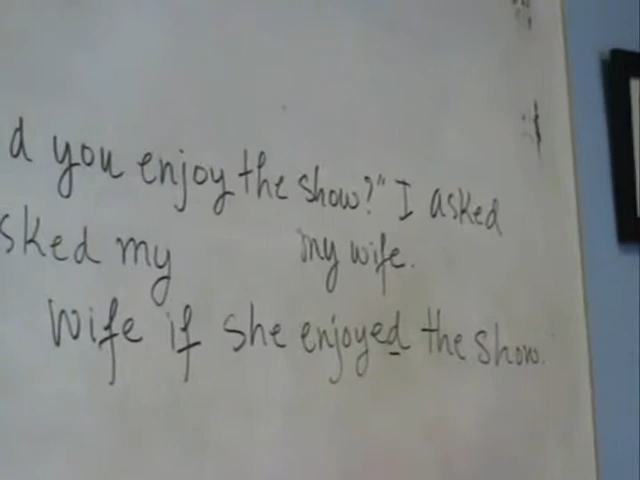 d you enjoy the show?" I asked
my wife.
sked my
wife if she enjoyed the show.